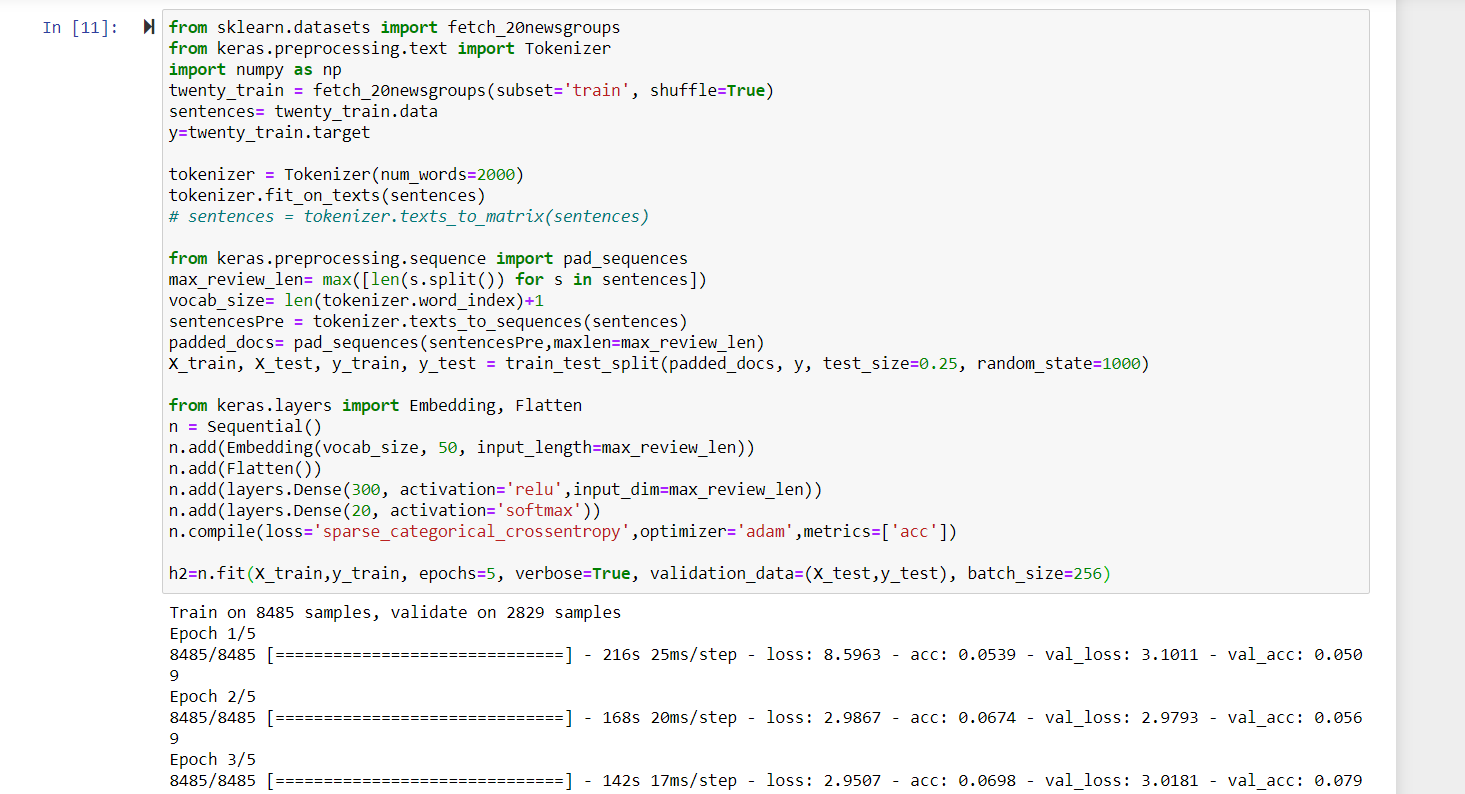 In [11]:
from sklearn.datasets import fetch_20newsgroups
from keras.preprocessing.text import Tokenizer
import numpy as np
twenty_train = fetch_20newsgroups(subset='train', shuffle=True)
sentences= twenty_train.data
y=twenty_train.target

tokenizer = Tokenizer(num_words=2000)
tokenizer.fit_on_texts(sentences)
# sentences = tokenizer.texts_to_matrix(sentences)

from keras.preprocessing.sequence import pad_sequences
max_review_len= max([len(s.split()) for s in sentences])
vocab_size= len(tokenizer.word_index)+1
sentencesPre = tokenizer.texts_to_sequences(sentences)
padded_docs= pad_sequences(sentencesPre,maxlen=max_review_len)
X_train, X_test, y_train, y_test = train_test_split(padded_docs, y, test_size=0.25, random_state=1000)

from keras.layers import Embedding, Flatten
n = Sequential()
n.add(Embedding(vocab_size, 50, input_length=max_review_len))
n.add(Flatten())
n.add(layers.Dense(300, activation='relu',input_dim=max_review_len))
n.add(layers.Dense(20, activation='softmax'))
n.compile(loss='sparse_categorical_crossentropy',optimizer='adam',metrics=['acc'])

h2=n.fit(X_train,y_train, epochs=5, verbose=True, validation_data=(X_test,y_test), batch_size=256)
Train on 8485 samples, validate on 2829 samples
Epoch 1/5
8485/8485 [==============================] - 216s 25ms/step - loss: 8.5963 - acc: 0.0539 - val_loss: 3.1011 - val_acc: 0.050
9
Epoch 2/5
8485/8485 [==============================] - 168s 20ms/step - loss: 2.9867 - acc: 0.0674 - val_loss: 2.9793 - val_acc: 0.056
9
Epoch 3/5
8485/8485 [==============================] - 142s 17ms/step - loss: 2.9507 - acc: 0.0698 - val_loss: 3.0181 - val_acc: 0.079